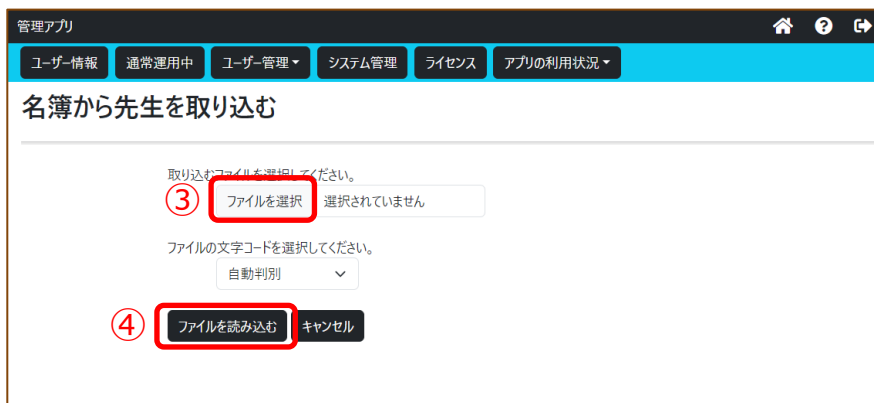 管理アプリ
ユーザー情報 通常運用中 ユーザー管理 システム管理 ライセンス アプリの利用状況
名簿から先生を取り込む
取り込むファイルを選択してください。
③ ファイルを選択 選択されていません
ファイルの文字コードを選択してください。
自動判別
④ ファイルを読み込む キャンセル